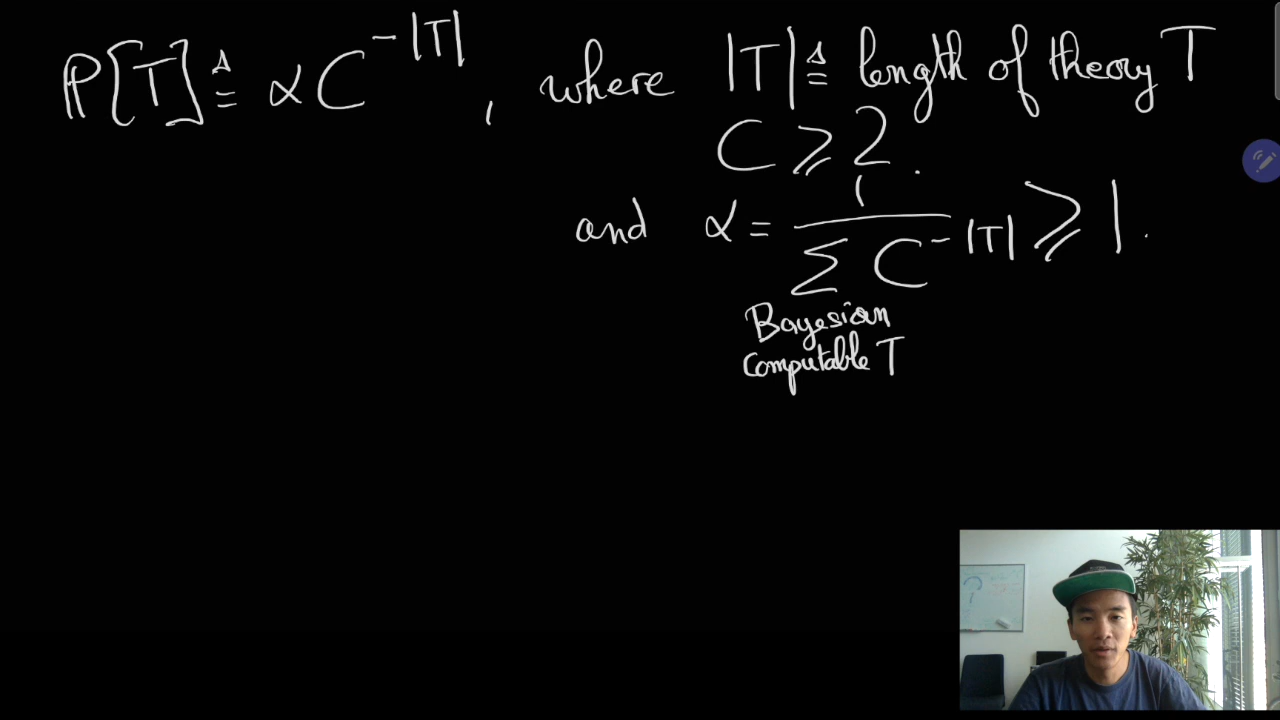 P[T] ≜ α C^{-|T|}, where |T| ≜ length of theory T
C ⩾ 2.
and α = 1 / Σ C^{-|T|} ⩾ 1.
Bayesian
computable T